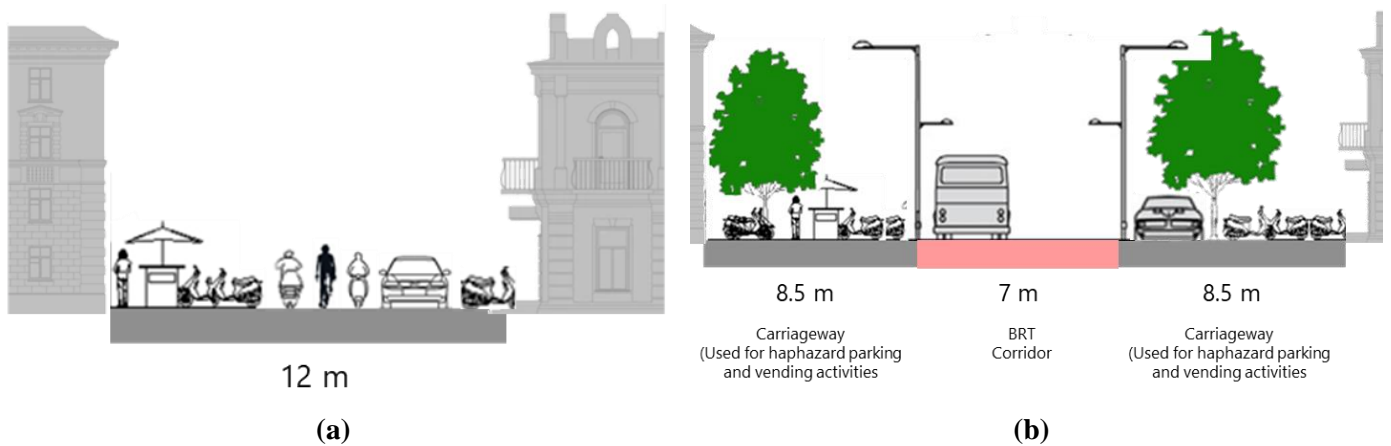 12 m
(a)
8.5 m
7 m
8.5 m
Carriageway
(Used for haphazard parking
and vending activities
BRT
Corridor
Carriageway
(Used for haphazard parking
and vending activities
(b)